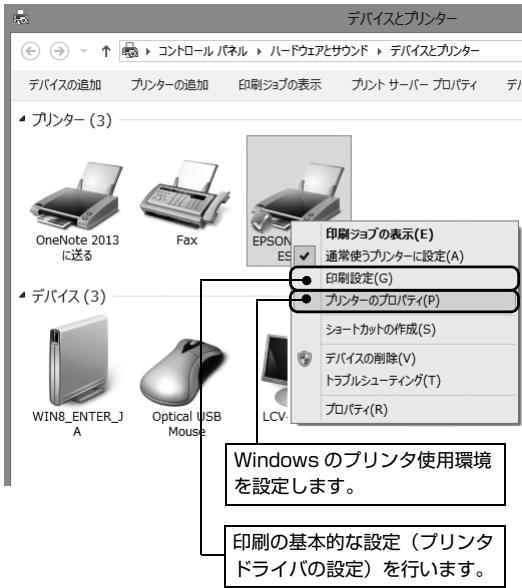 デバイスとプリンター
コントロール パネル ▸ ハードウェアとサウンド ▸ デバイスとプリンター
デバイスの追加 プリンターの追加 印刷ジョブの表示 プリント サーバー プロパティ デ
プリンター (3)
OneNote 2013
に送る
Fax
EPSON
ES
印刷ジョブの表示(E)
通常使うプリンターに設定(A)
印刷設定(G)
プリンターのプロパティ(P)
ショートカットの作成(S)
デバイスの削除(V)
トラブルシューティング(T)
プロパティ(R)
デバイス (3)
WIN8_ENTER_J
A
Optical USB
Mouse
LCV-
Windows のプリンタ使用環境
を設定します。
印刷の基本的な設定（プリンタ
ドライバの設定）を行います。